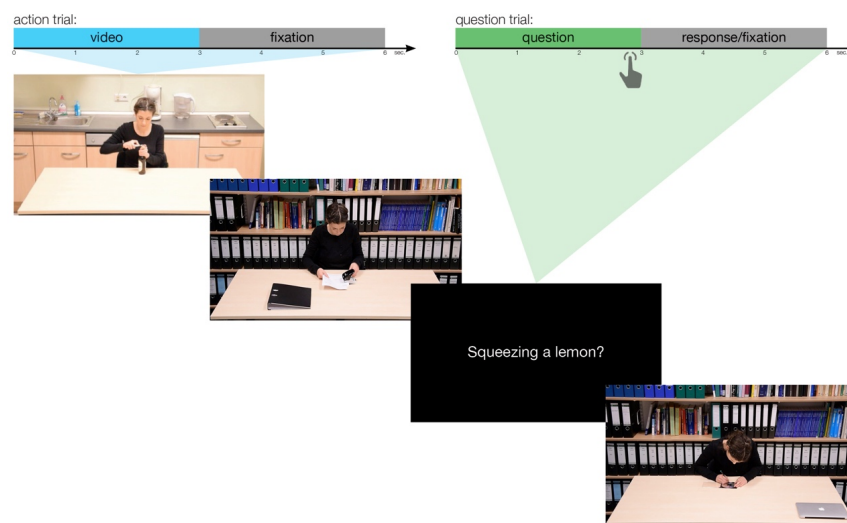 action trial:
video
fixation
0 1 2 3 4 5 6 sec.
question trial:
question
response/fixation
0 1 2 3 4 5 6 sec.
Squeezing a lemon?